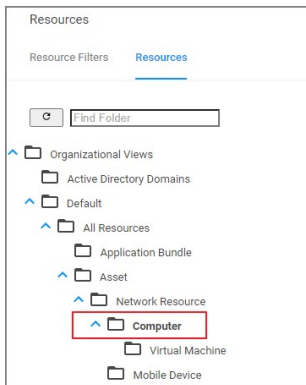 Resources
Resource Filters Resources
Find Folder
Organizational Views
Active Directory Domains
Default
All Resources
Application Bundle
Asset
Network Resource
Computer
Virtual Machine
Mobile Device